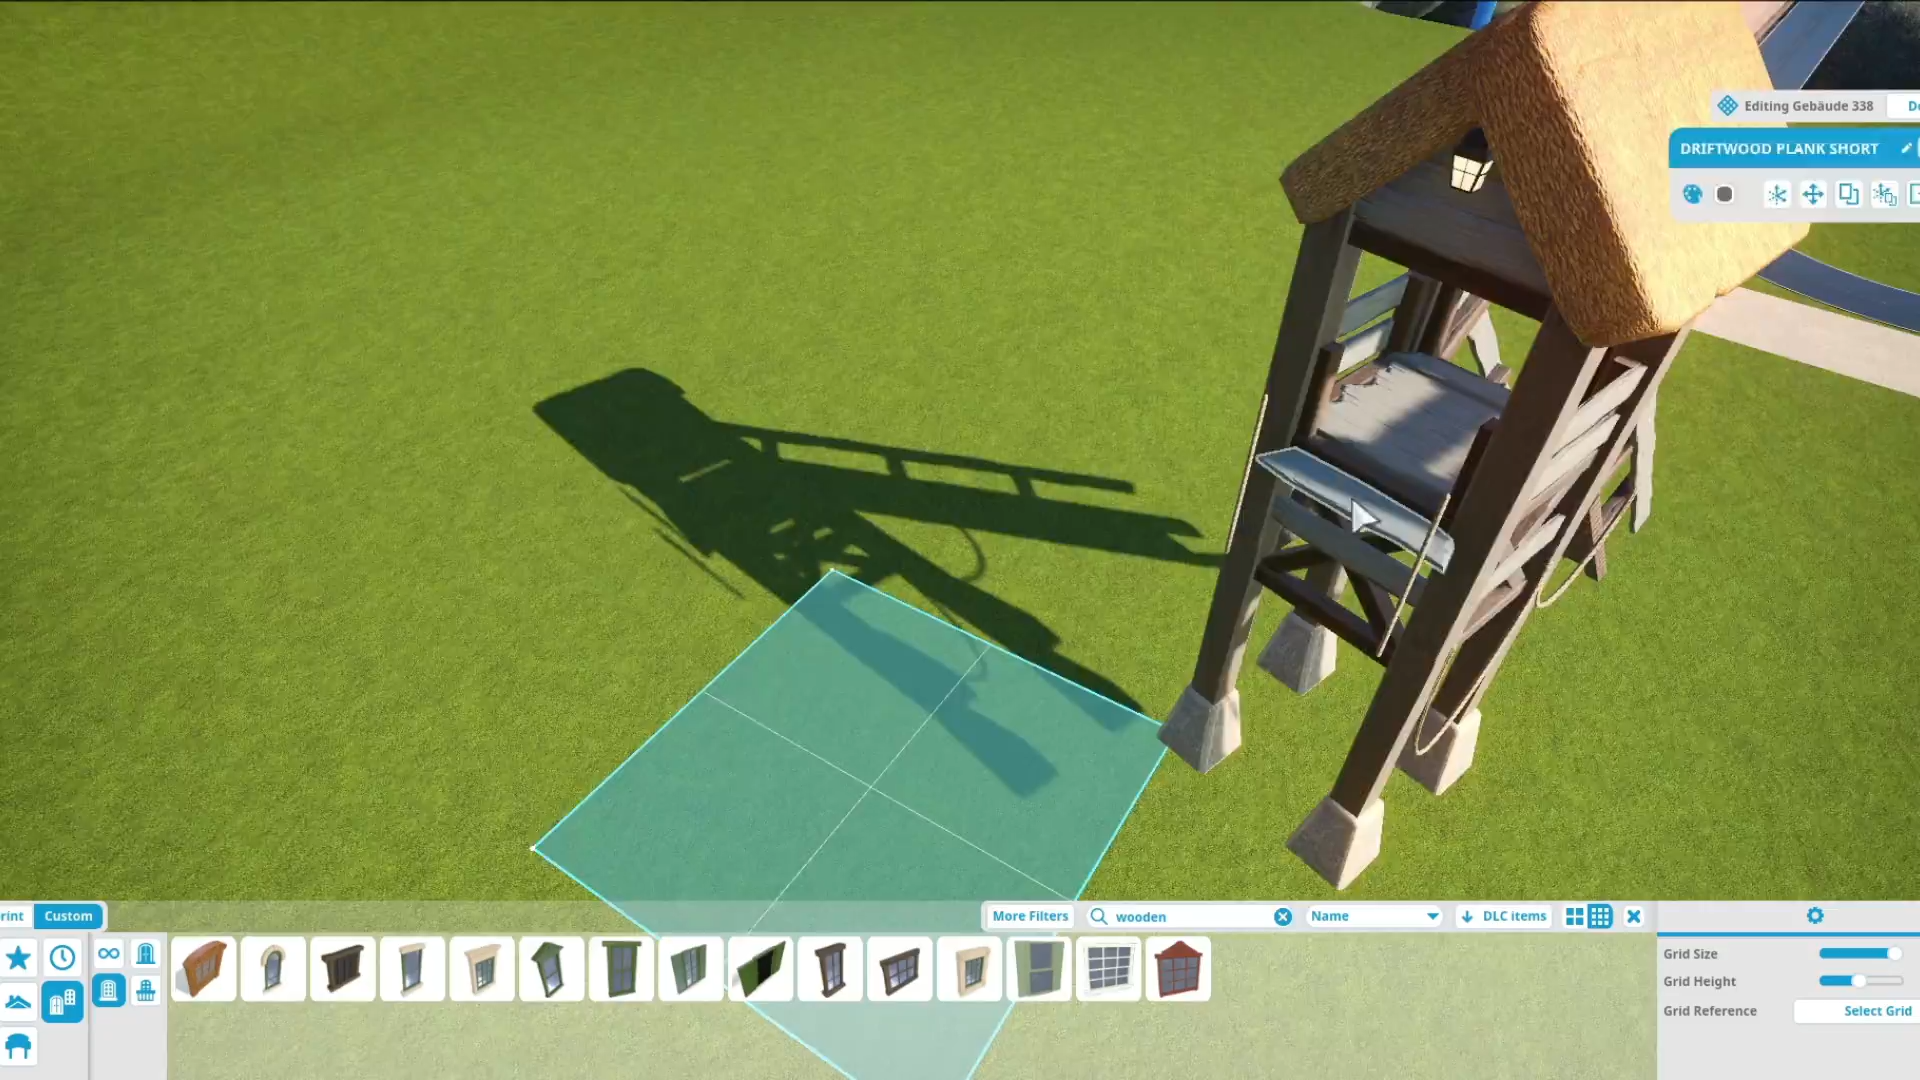 Editing Gebäude 338
DRIFTWOOD PLANK SHORT
rint
Custom
More Filters
wooden
Name
DLC items
Grid Size
Grid Height
Grid Reference
Select Grid